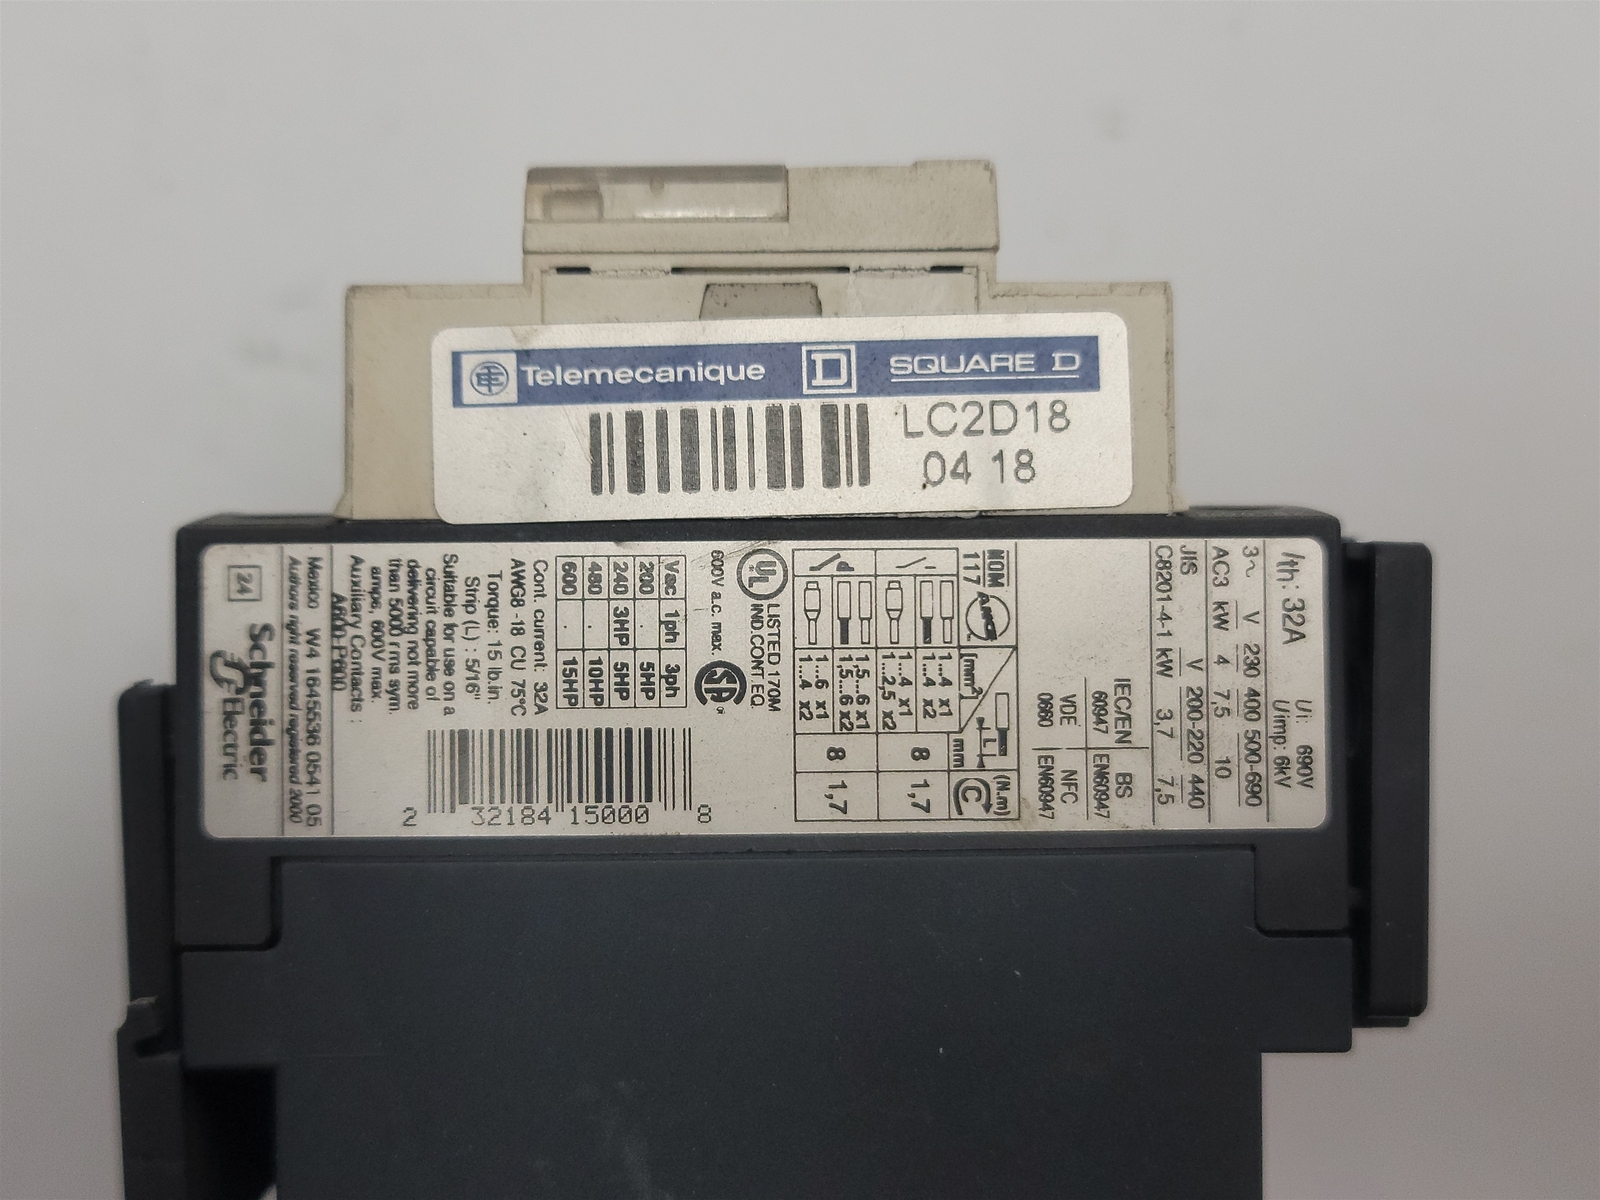 Telemecanique D SQUARE D
LC2D18
04 18
Ith: 32A Ui: 690V
Uimp: 6kV
3~ V 230 400 500-690
AC3 kW 4 7,5 10
JIS V 200-220 440
C8201-4-1 kW 3,7 7,5
IEC/EN BS
60947 EN60947
VDE NFC
0660 EN60947
NOM
117 ANCE
[mm²] L mm (N.m) C
1...4 x1
1...4 x2
1...4 x1
1...2,5 x2
8 1,7
1,5...6 x1
1,5...6 x2
1...6 x1
1...4 x2
8 1,7
UL LISTED 170M
IND.CONT.EQ
600V a.c. max. SA
Vac 1ph 3ph
200 . 5HP
240 3HP 5HP
480 . 10HP
600 . 15HP
Cont. current: 32A
AWG8-18 CU 75°C
Torque: 15 lb.in.
Strip (L) : 5/16"
Suitable for use on a
circuit capable of
delivering not more
than 5000 rms sym.
amps, 600V max.
Auxiliary Contacts :
A600-P600
2 32184 15000 8
Mexico W4 1645536 0541 05
Authors right reserved registered 2000
24 Schneider
Electric